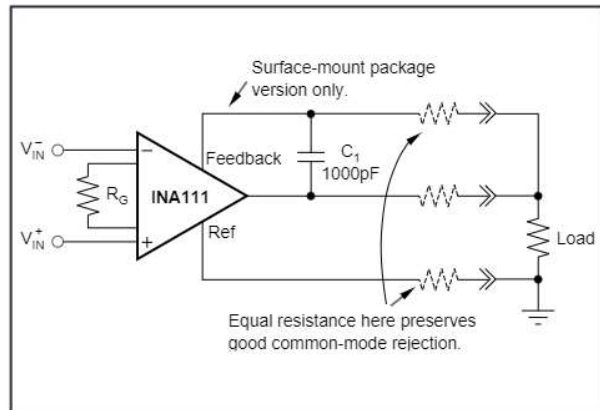 Surface-mount package
version only.
V−IN
−
Feedback
C1
1000pF
RG
INA111
V+IN
+
Ref
Load
Equal resistance here preserves
good common-mode rejection.